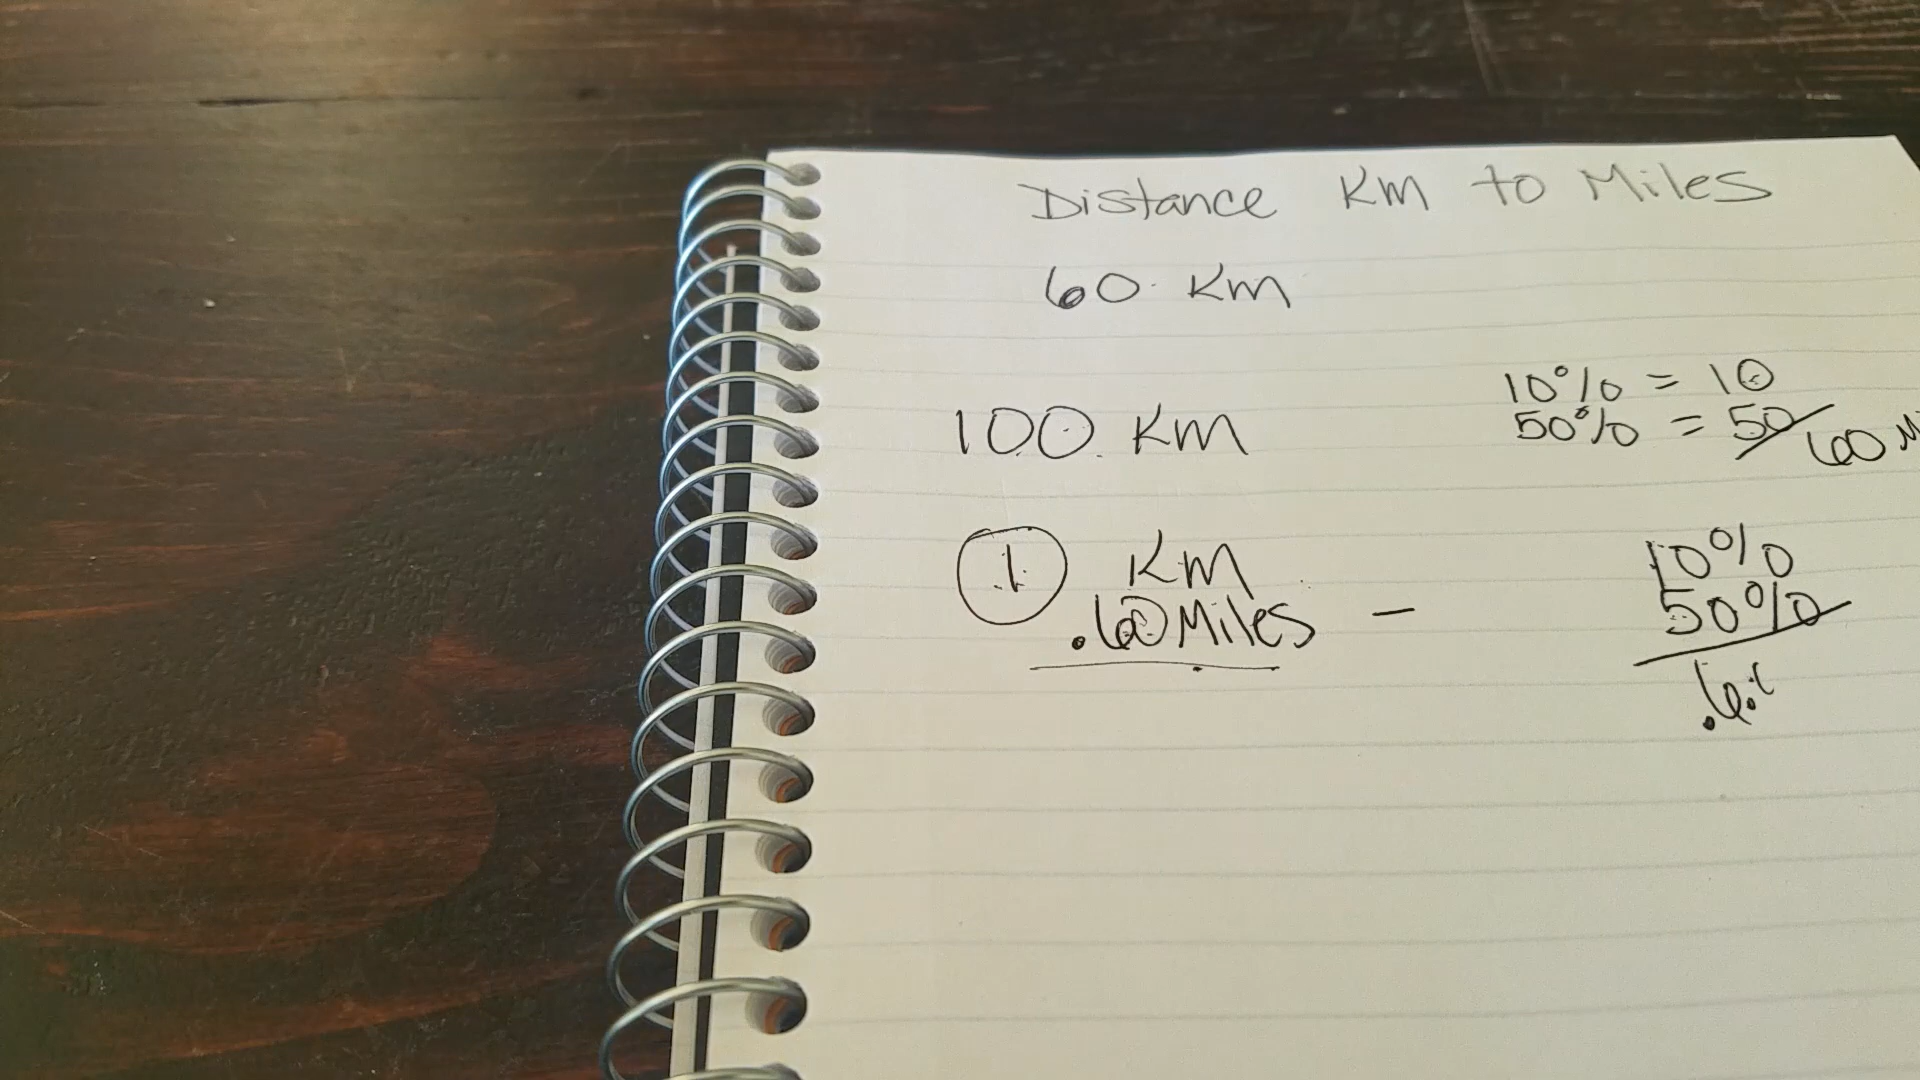 Distance Km to Miles
60 Km
10% = 10
100 Km
50% = 50 60 M
1 Km
10%
.60 Miles -
50%